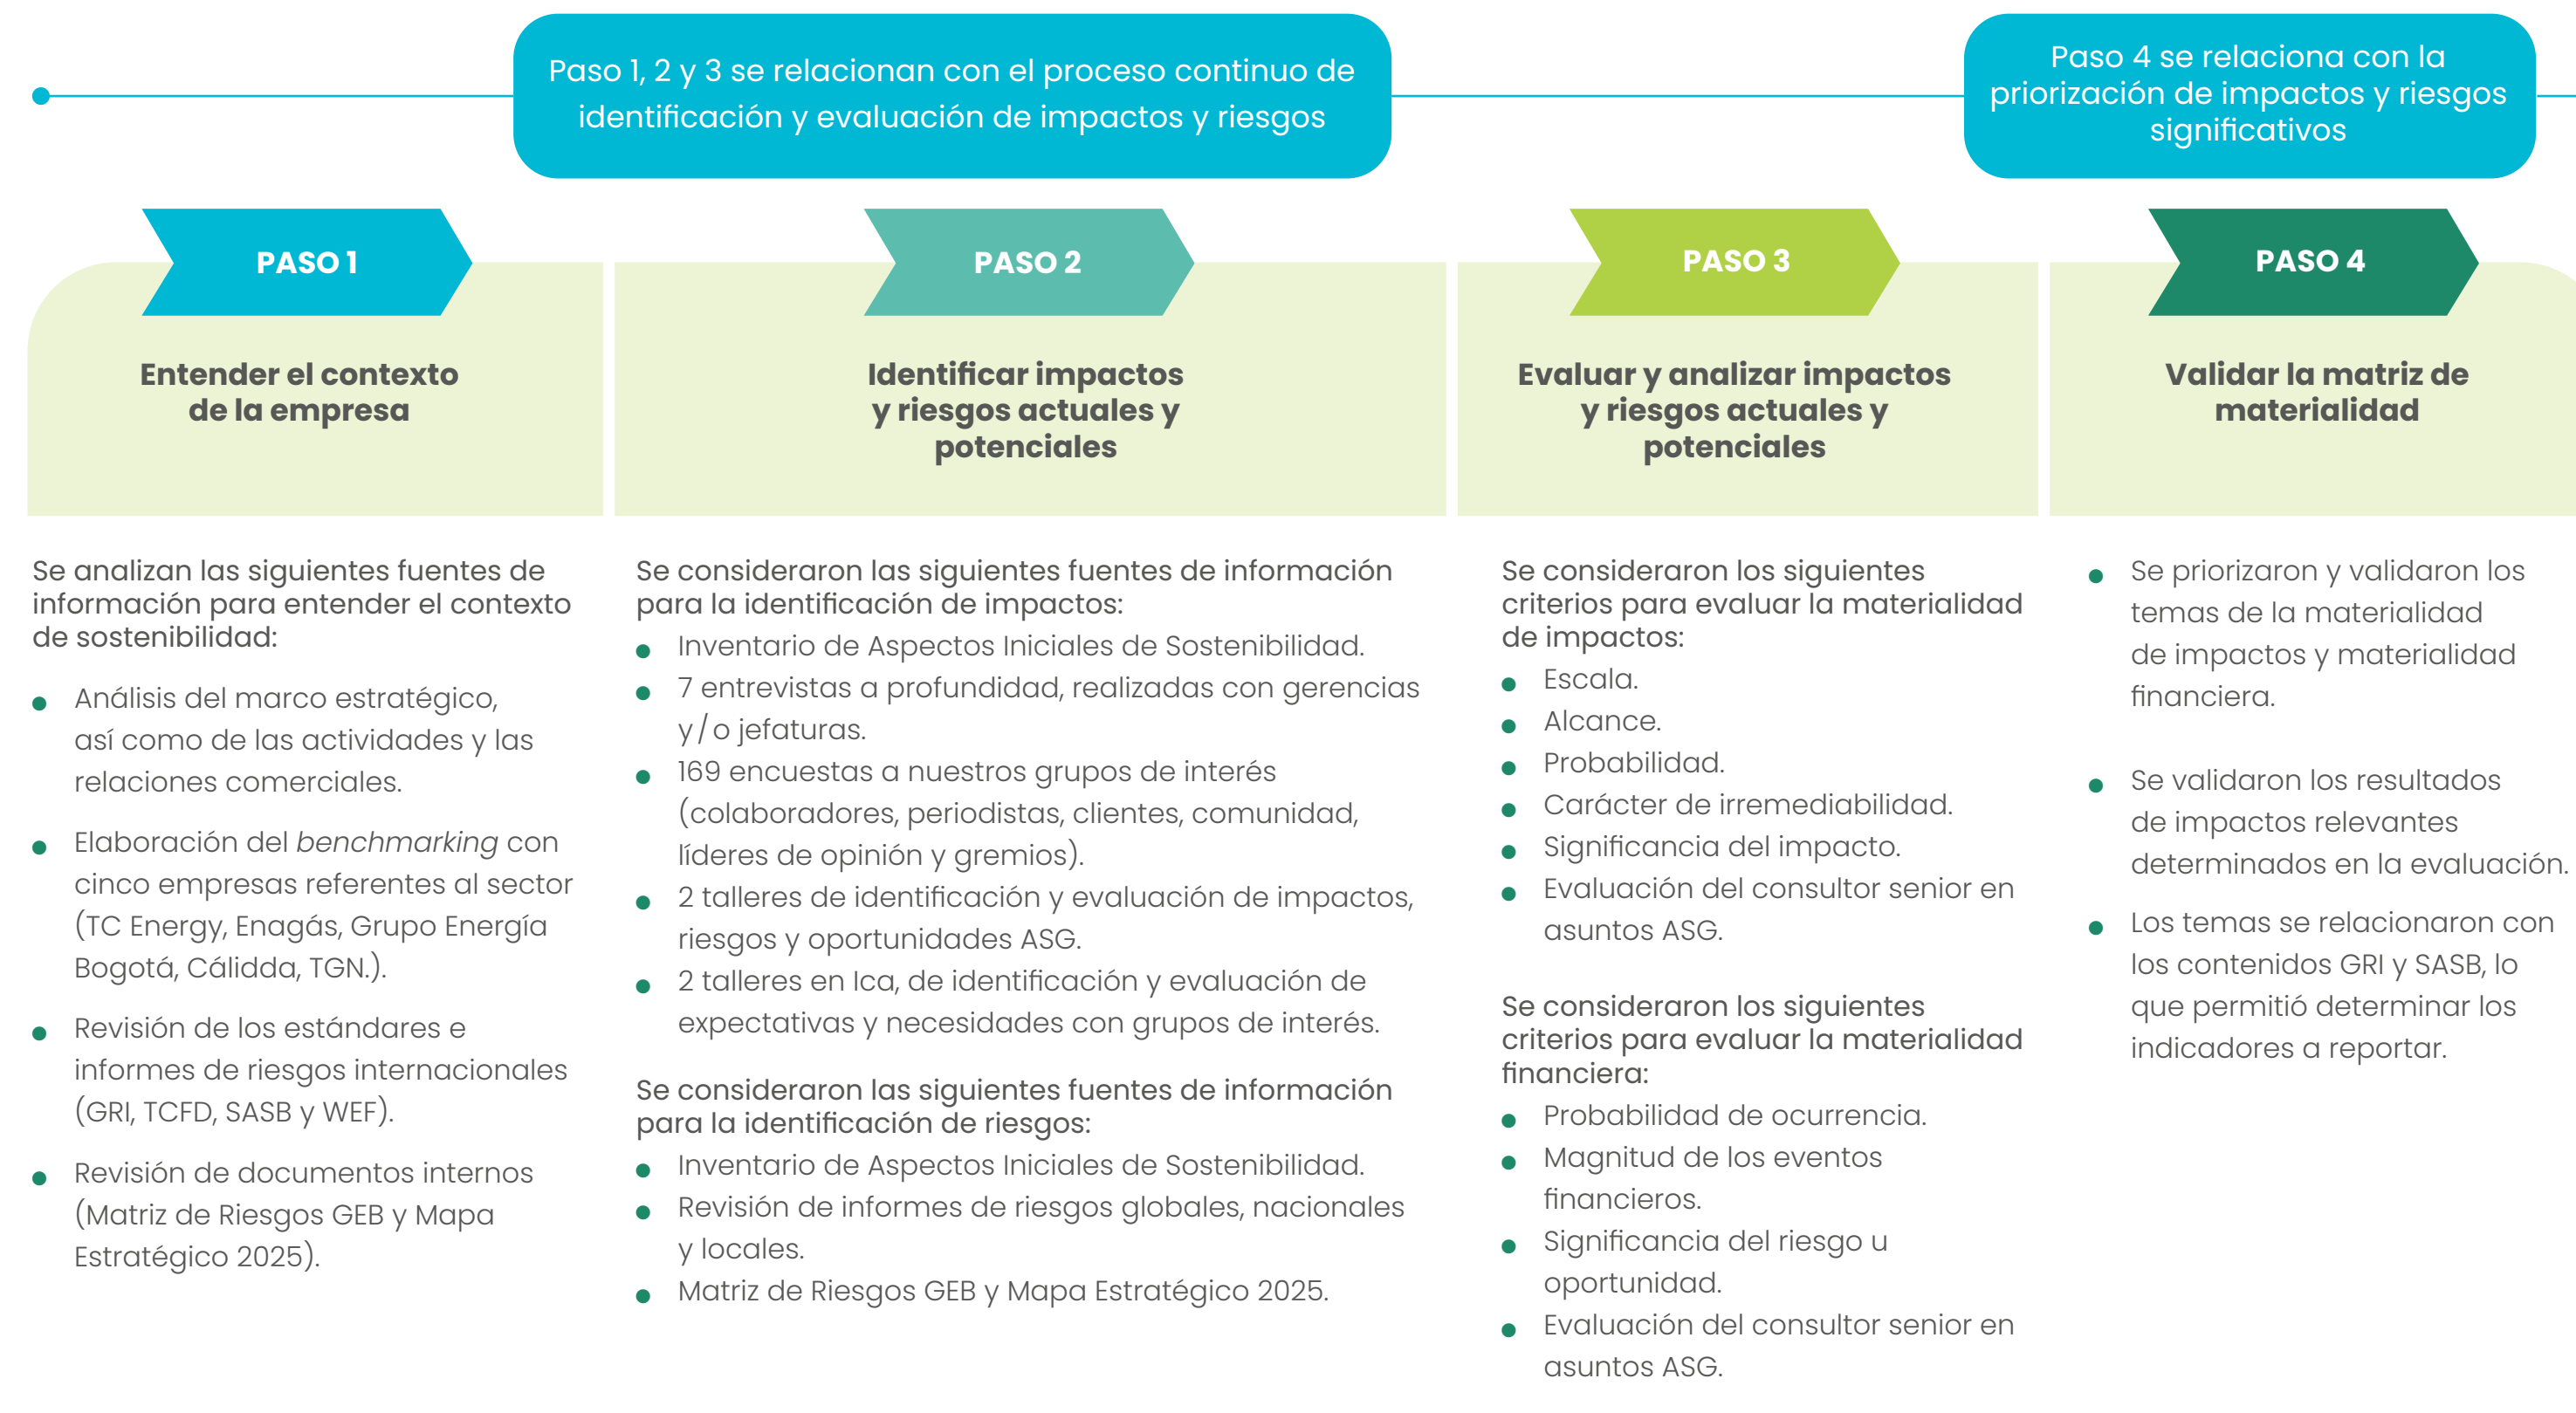 Paso 1, 2 y 3 se relacionan con el proceso continuo de
identificación y evaluación de impactos y riesgos
Paso 4 se relaciona con la
priorización de impactos y riesgos
significativos
PASO 1
Entender el contexto
de la empresa
Se analizan las siguientes fuentes de
información para entender el contexto
de sostenibilidad:
Análisis del marco estratégico,
así como de las actividades y las
relaciones comerciales.
Elaboración del benchmarking con
cinco empresas referentes al sector
(TC Energy, Enagás, Grupo Energía
Bogotá, Cálidda, TGN.).
Revisión de los estándares e
informes de riesgos internacionales
(GRI, TCFD, SASB y WEF).
Revisión de documentos internos
(Matriz de Riesgos GEB y Mapa
Estratégico 2025).
PASO 2
Identificar impactos
y riesgos actuales y
potenciales
Se consideraron las siguientes fuentes de información
para la identificación de impactos:
Inventario de Aspectos Iniciales de Sostenibilidad.
7 entrevistas a profundidad, realizadas con gerencias
y/o jefaturas.
169 encuestas a nuestros grupos de interés
(colaboradores, periodistas, clientes, comunidad,
líderes de opinión y gremios).
2 talleres de identificación y evaluación de impactos,
riesgos y oportunidades ASG.
2 talleres en Ica, de identificación y evaluación de
expectativas y necesidades con grupos de interés.
Se consideraron las siguientes fuentes de información
para la identificación de riesgos:
Inventario de Aspectos Iniciales de Sostenibilidad.
Revisión de informes de riesgos globales, nacionales
y locales.
Matriz de Riesgos GEB y Mapa Estratégico 2025.
PASO 3
Evaluar y analizar impactos
y riesgos actuales y
potenciales
Se consideraron los siguientes
criterios para evaluar la materialidad
de impactos:
Escala.
Alcance.
Probabilidad.
Carácter de irremediabilidad.
Significancia del impacto.
Evaluación del consultor senior en
asuntos ASG.
Se consideraron los siguientes
criterios para evaluar la materialidad
financiera:
Probabilidad de ocurrencia.
Magnitud de los eventos
financieros.
Significancia del riesgo u
oportunidad.
Evaluación del consultor senior en
asuntos ASG.
PASO 4
Validar la matriz de
materialidad
Se priorizaron y validaron los
temas de la materialidad
de impactos y materialidad
financiera.
Se validaron los resultados
de impactos relevantes
determinados en la evaluación.
Los temas se relacionaron con
los contenidos GRI y SASB, lo
que permitió determinar los
indicadores a reportar.